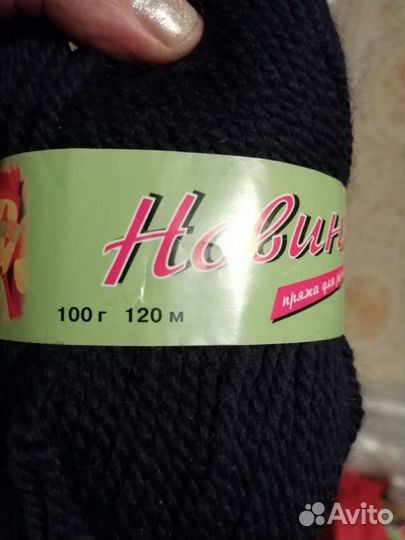 Новин
пряжа для
100 г 120 м
Avito